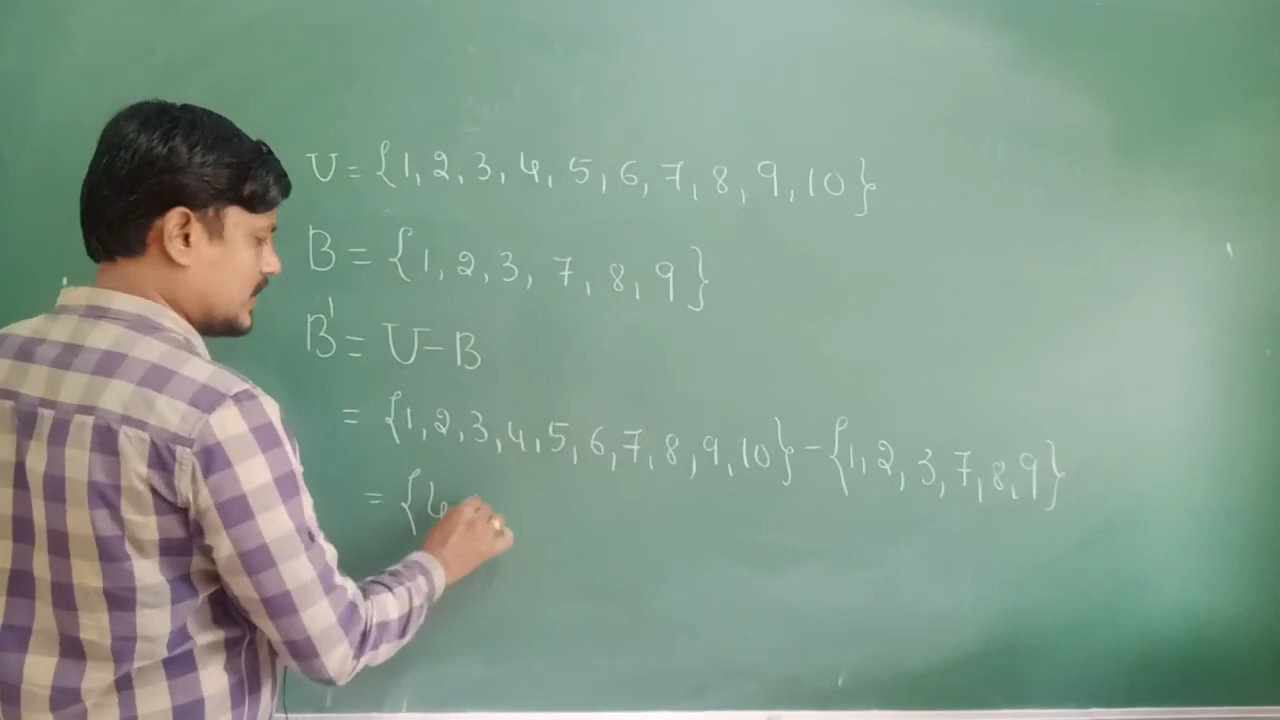 U = {1, 2, 3, 4, 5, 6, 7, 8, 9, 10}
B = {1, 2, 3, 7, 8, 9}
B' = U - B
= {1, 2, 3, 4, 5, 6, 7, 8, 9, 10} - {1, 2, 3, 7, 8, 9}
= {4